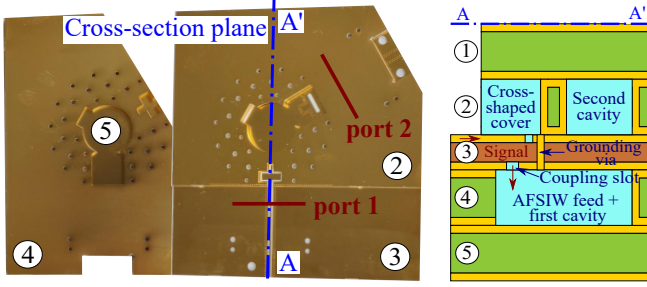 Cross-section plane
A'
5
port 2
2
port 1
4
A
3
A
A'
1
2
Cross-
shaped
cover
Second
cavity
3
Signal
Grounding
via
Coupling slot
4
AFSIW feed +
first cavity
5